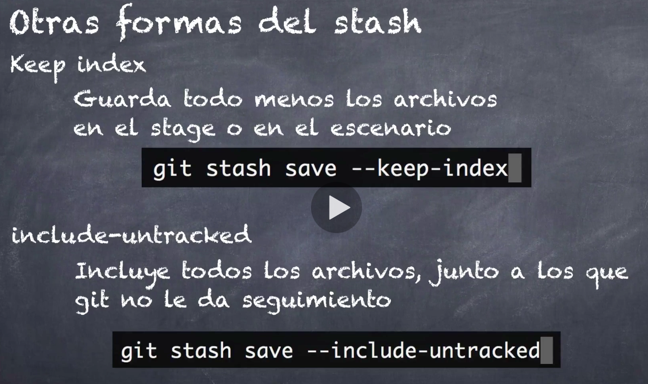 Otras formas del stash
Keep index
Guarda todo menos los archivos
en el stage o en el escenario
git stash save --keep-index
include-untracked
Incluye todos los archivos, junto a los que
git no le da seguimiento
git stash save --include-untracked